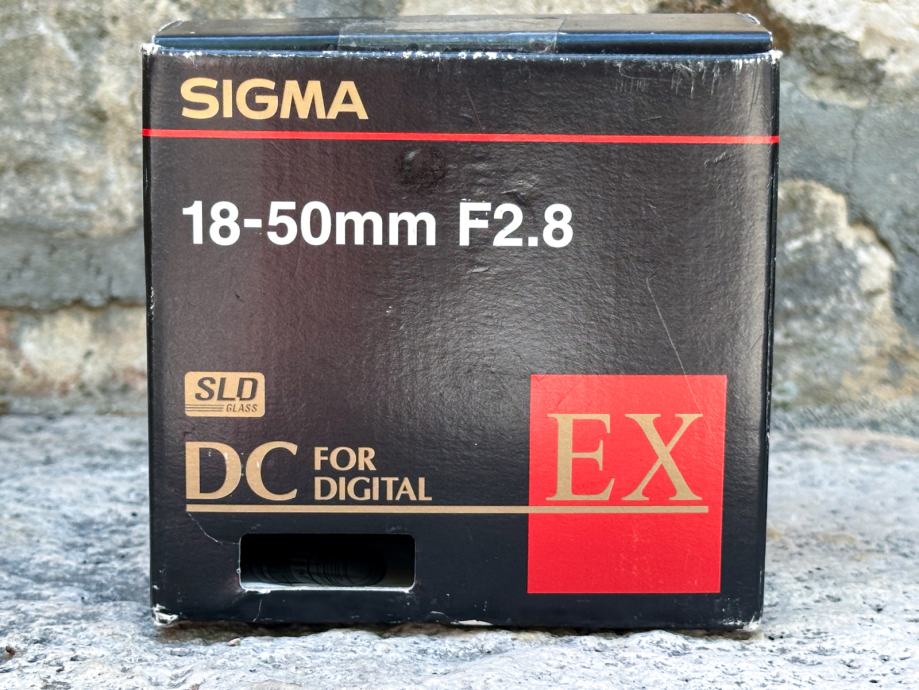 SIGMA
18-50mm F2.8
SLD
GLASS
DC FOR
DIGITAL
EX